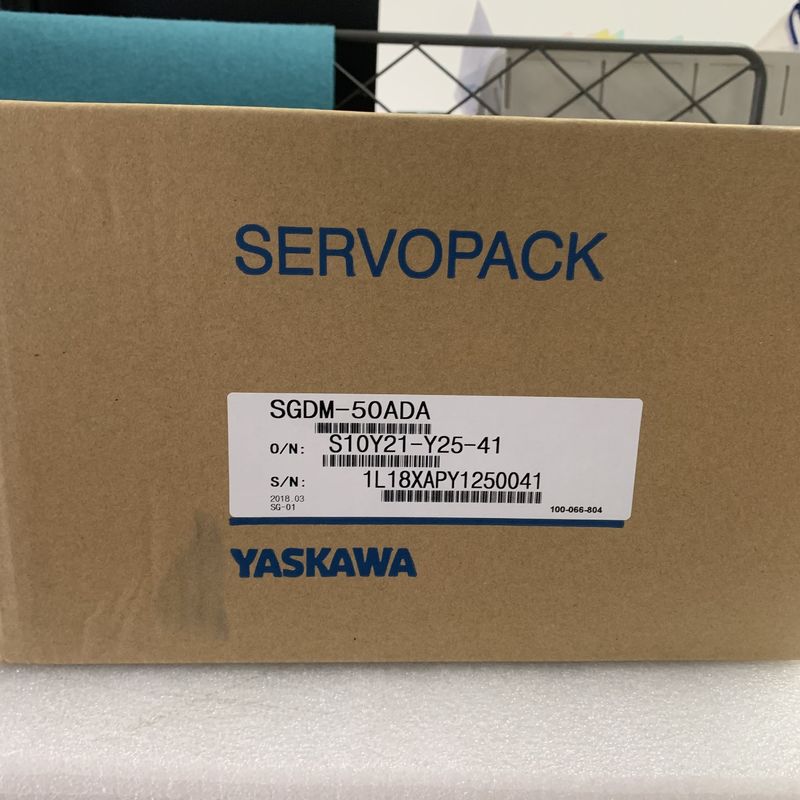 SERVOPACK
SGDM-50ADA
O/N: S10Y21-Y25-41
S/N: 1L18XAPY1250041
2018.03
SG-01
100-066-804
YASKAWA